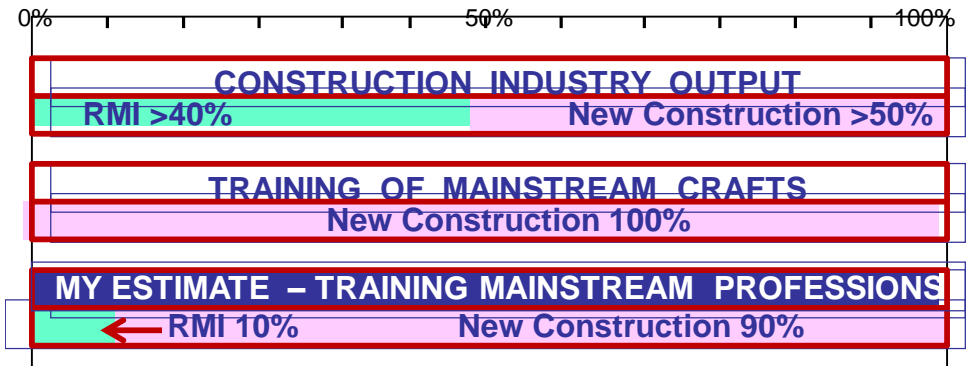 0% 50% 100%
CONSTRUCTION INDUSTRY OUTPUT
RMI >40% New Construction >50%
TRAINING OF MAINSTREAM CRAFTS
New Construction 100%
MY ESTIMATE – TRAINING MAINSTREAM PROFESSIONS
RMI 10% New Construction 90%